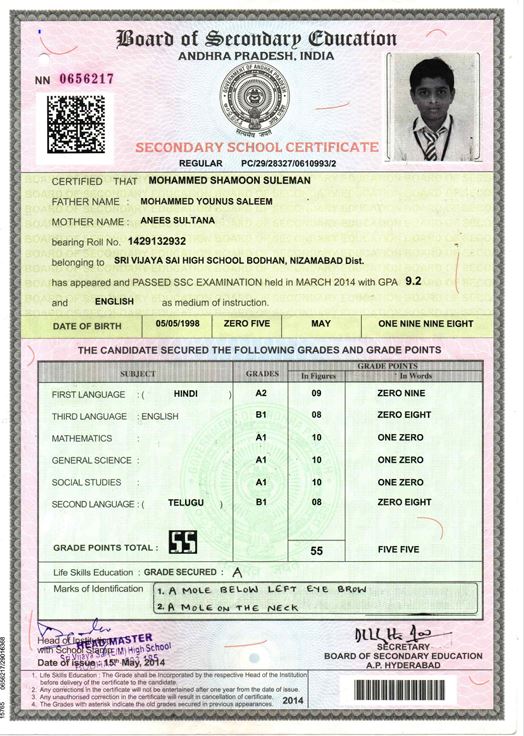 Board of Secondary Education
ANDHRA PRADESH, INDIA
NN 0656217
GOVERNMENT OF ANDHRA PRADESH
सत्यमेव जयते
SECONDARY SCHOOL CERTIFICATE
REGULAR PC/29/28327/0610993/2
CERTIFIED THAT MOHAMMED SHAMOON SULEMAN
FATHER NAME : MOHAMMED YOUNUS SALEEM
MOTHER NAME : ANEES SULTANA
bearing Roll No. 1429132932
belonging to SRI VIJAYA SAI HIGH SCHOOL BODHAN, NIZAMABAD Dist.
has appeared and PASSED SSC EXAMINATION held in MARCH 2014 with GPA 9.2
and ENGLISH as medium of instruction.
DATE OF BIRTH 05/05/1998 ZERO FIVE MAY ONE NINE NINE EIGHT
THE CANDIDATE SECURED THE FOLLOWING GRADES AND GRADE POINTS
SUBJECT GRADES GRADE POINTS
In Figures In Words
FIRST LANGUAGE : ( HINDI ) A2 09 ZERO NINE
THIRD LANGUAGE : ENGLISH B1 08 ZERO EIGHT
MATHEMATICS : A1 10 ONE ZERO
GENERAL SCIENCE : A1 10 ONE ZERO
SOCIAL STUDIES : A1 10 ONE ZERO
SECOND LANGUAGE : ( TELUGU ) B1 08 ZERO EIGHT
GRADE POINTS TOTAL : 55 55 FIVE FIVE
Life Skills Education : GRADE SECURED : A
Marks of Identification 1. A MOLE BELOW LEFT EYE BROW
2. A MOLE ON THE NECK
Head of Institution
with School Stamp
HEAD MASTER
Sri Vijaya Sai (E/M) High School
Date of issue : 15th May, 2014
SECRETARY
BOARD OF SECONDARY EDUCATION
A.P. HYDERABAD
1. Life Skills Education : The Grade shall be Incorporated by the respective Head of the Institution
before delivery of the certificate to the candidate.
2. Any corrections in the certificate will not be entertained after one year from the date of issue.
3. Any unauthorised correction in the certificate will result in cancellation of certificate.
4. The Grades with asterisk indicate the old grades secured in previous appearances.
2014